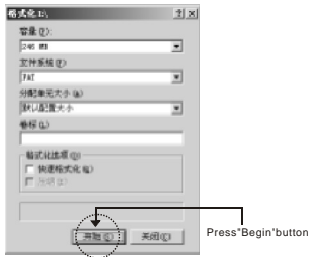 格式化 I:\
容量(P):
246 MB
文件系统(F)
FAT
分配单元大小(A)
默认配置大小
卷标(L)
格式化选项(O)
快速格式化(Q)
开始(S)
关闭(C)
Press"Begin"button